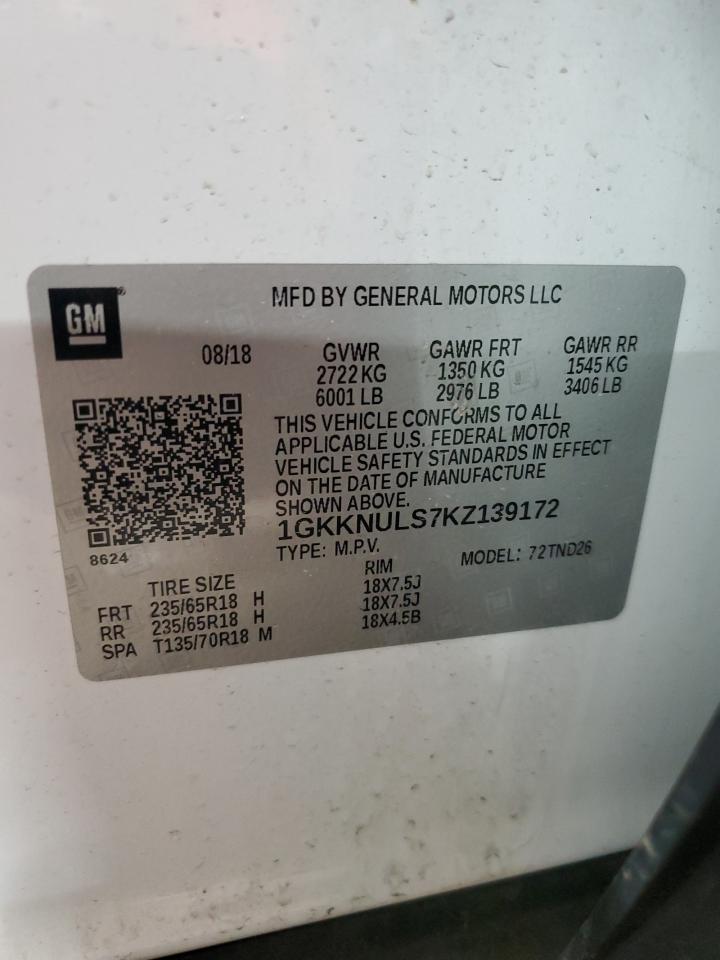 GM®
MFD BY GENERAL MOTORS LLC
08/18 GVWR GAWR FRT GAWR RR
2722 KG 1350 KG 1545 KG
6001 LB 2976 LB 3406 LB
THIS VEHICLE CONFORMS TO ALL
APPLICABLE U.S. FEDERAL MOTOR
VEHICLE SAFETY STANDARDS IN EFFECT
ON THE DATE OF MANUFACTURE
SHOWN ABOVE.
1GKKNULS7KZ139172
8624
TYPE: M.P.V. MODEL: 72TND26
TIRE SIZE RIM
FRT 235/65R18 H 18X7.5J
RR 235/65R18 H 18X7.5J
SPA T135/70R18 M 18X4.5B